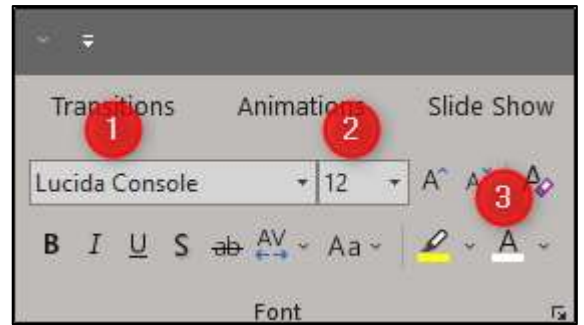 Transitions Animations Slide Show
1 2
Lucida Console 12 A A A
3
B I U S ab AV Aa A
Font